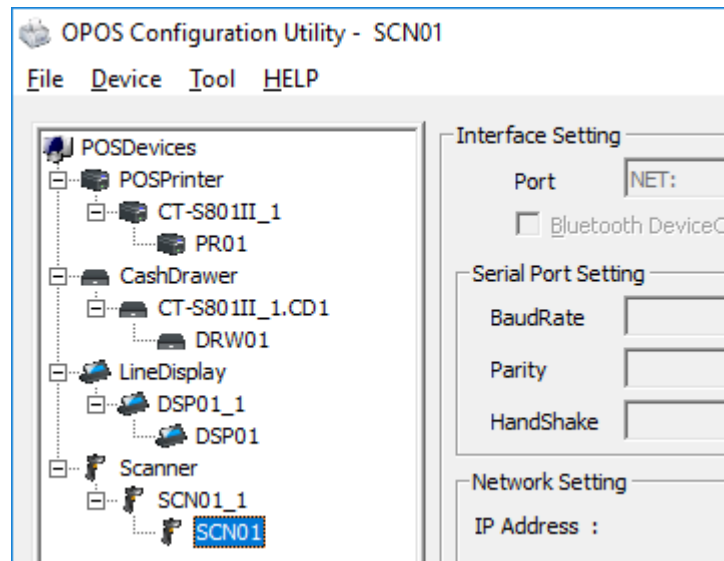 OPOS Configuration Utility - SCN01
File Device Tool HELP
POSDevices
POSPrinter
CT-S801II_1
PR01
CashDrawer
CT-S801II_1.CD1
DRW01
LineDisplay
DSP01_1
DSP01
Scanner
SCN01_1
SCN01
Interface Setting
Port NET:
Bluetooth DeviceC
Serial Port Setting
BaudRate
Parity
HandShake
Network Setting
IP Address :